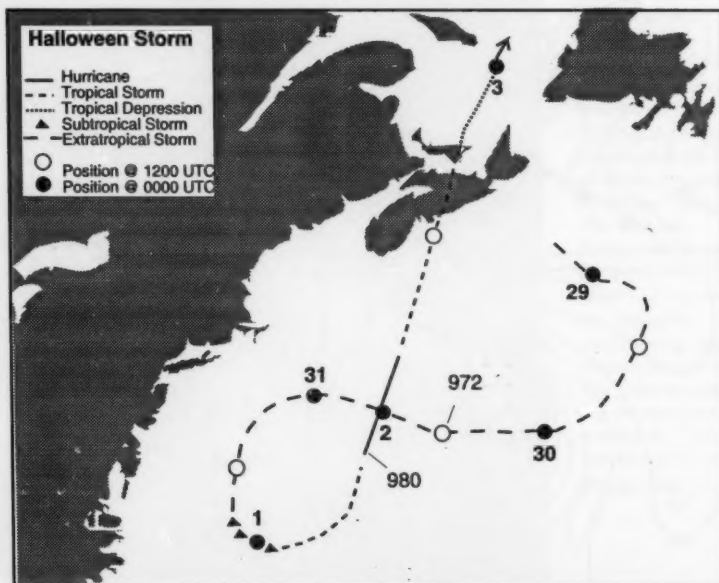 Halloween Storm
Hurricane
Tropical Storm
Tropical Depression
Subtropical Storm
Extratropical Storm
Position @ 1200 UTC
Position @ 0000 UTC
3
29
31
972
2
30
980
1